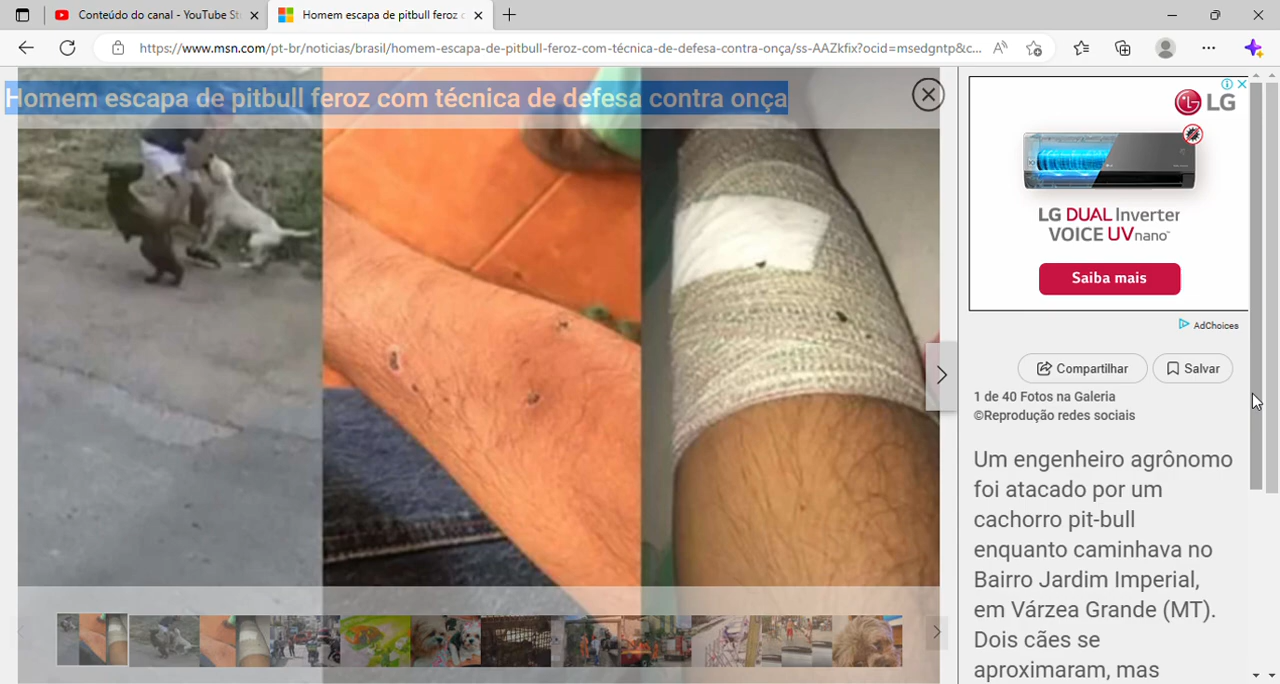 Conteúdo do canal - YouTube St
Homem escapa de pitbull feroz c
https://www.msn.com/pt-br/noticias/brasil/homem-escapa-de-pitbull-feroz-com-técnica-de-defesa-contra-onça/ss-AAZkfix?ocid=msedgntp&c...
Homem escapa de pitbull feroz com técnica de defesa contra onça
LG
LG DUAL Inverter
VOICE UVnano™
Saiba mais
AdChoices
Compartilhar
Salvar
1 de 40 Fotos na Galeria
©Reprodução redes sociais
Um engenheiro agrônomo
foi atacado por um
cachorro pit-bull
enquanto caminhava no
Bairro Jardim Imperial,
em Várzea Grande (MT).
Dois cães se
aproximaram, mas